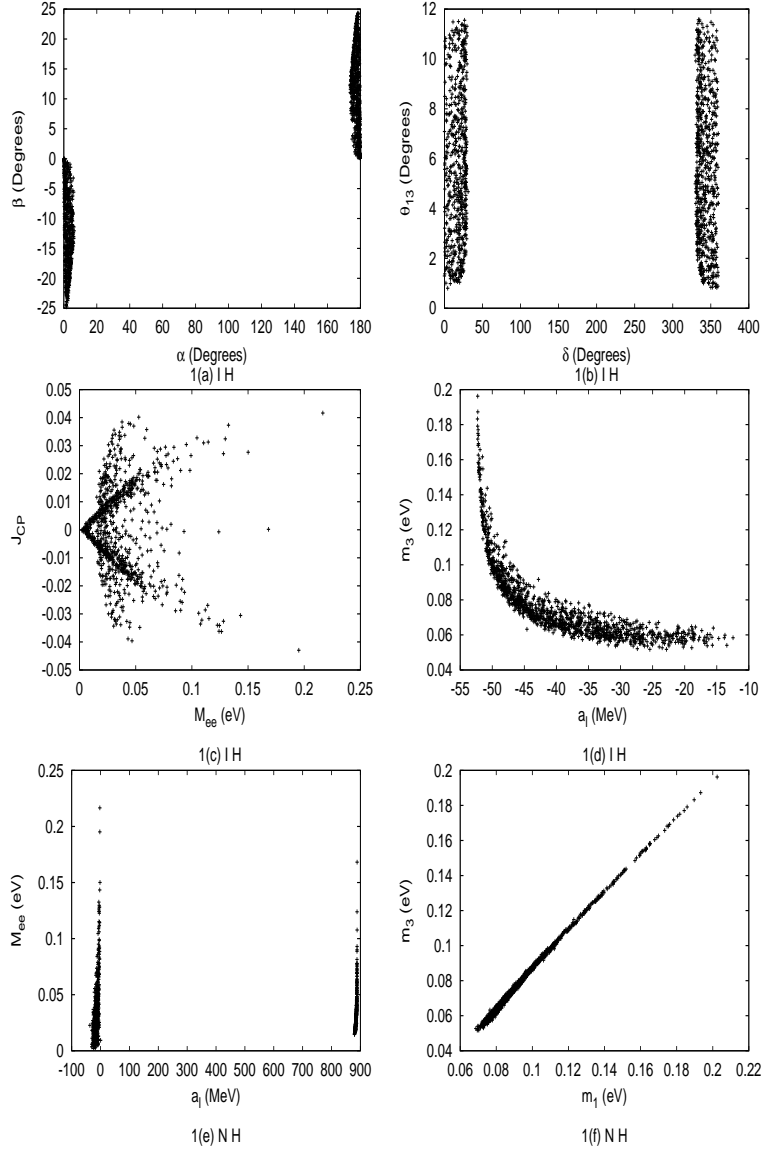 25
20
15
10
5
0
-5
-10
-15
-20
-25
β (Degrees)
0 20 40 60 80 100 120 140 160 180
α (Degrees)
1(a) I H
12
10
8
6
4
2
0
θ13 (Degrees)
0 50 100 150 200 250 300 350 400
δ (Degrees)
1(b) I H
0.05
0.04
0.03
0.02
0.01
0
-0.01
-0.02
-0.03
-0.04
-0.05
JCP
0 0.05 0.1 0.15 0.2 0.25
Mee (eV)
1(c) I H
0.2
0.18
0.16
0.14
0.12
0.1
0.08
0.06
0.04
m3 (eV)
-55 -50 -45 -40 -35 -30 -25 -20 -15 -10
al (MeV)
1(d) I H
0.25
0.2
0.15
0.1
0.05
0
Mee (eV)
-100 0 100 200 300 400 500 600 700 800 900
al (MeV)
1(e) N H
0.2
0.18
0.16
0.14
0.12
0.1
0.08
0.06
0.04
m3 (eV)
0.06 0.08 0.1 0.12 0.14 0.16 0.18 0.2 0.22
m1 (eV)
1(f) N H